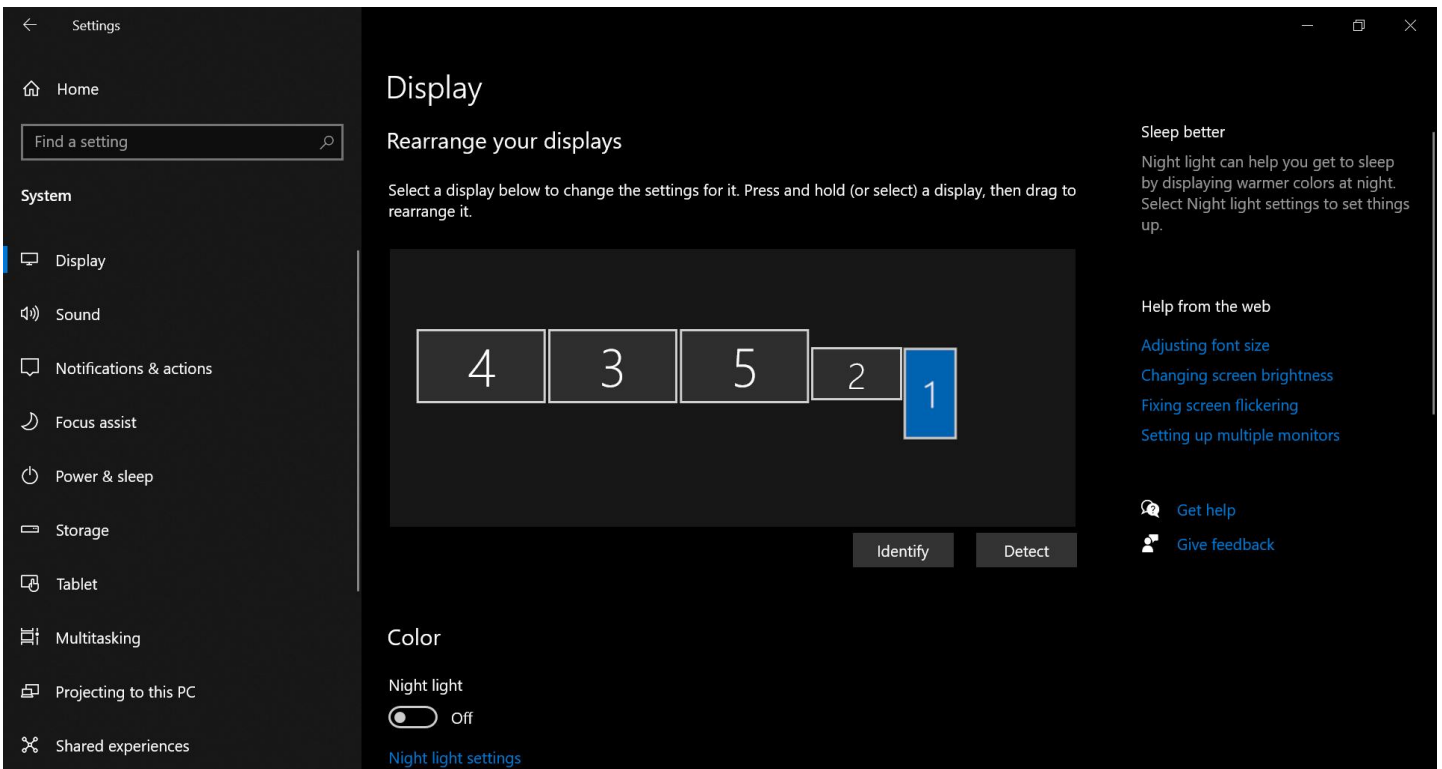 Settings
Home
Find a setting
System
Display
Sound
Notifications & actions
Focus assist
Power & sleep
Storage
Tablet
Multitasking
Projecting to this PC
Shared experiences
Display
Rearrange your displays
Select a display below to change the settings for it. Press and hold (or select) a display, then drag to
rearrange it.
4 3 5 2 1
Identify Detect
Color
Night light
Off
Night light settings
Sleep better
Night light can help you get to sleep
by displaying warmer colors at night.
Select Night light settings to set things
up.
Help from the web
Adjusting font size
Changing screen brightness
Fixing screen flickering
Setting up multiple monitors
Get help
Give feedback